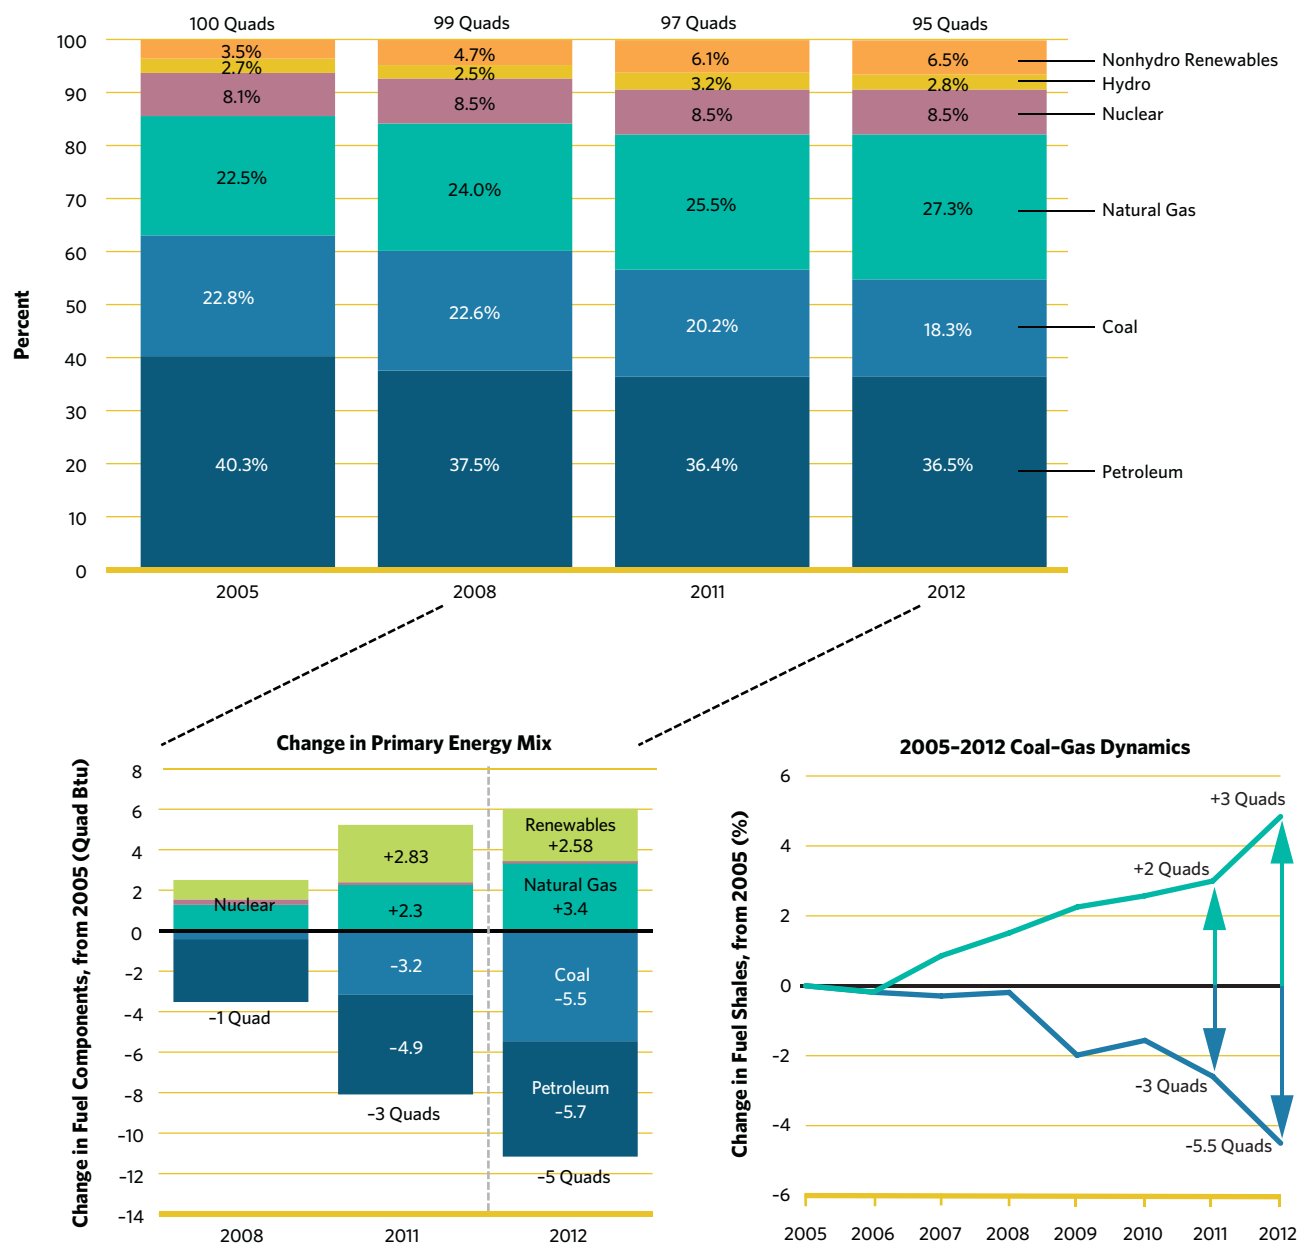 100 Quads
99 Quads
97 Quads
95 Quads
100
90
80
70
60
50
40
30
20
10
0
Percent
3.5%
2.7%
8.1%
22.5%
22.8%
40.3%
4.7%
2.5%
8.5%
24.0%
22.6%
37.5%
6.1%
3.2%
8.5%
25.5%
20.2%
36.4%
6.5%
2.8%
8.5%
27.3%
18.3%
36.5%
Nonhydro Renewables
Hydro
Nuclear
Natural Gas
Coal
Petroleum
2005
2008
2011
2012
Change in Primary Energy Mix
Change in Fuel Components, from 2005 (Quad Btu)
8
6
4
2
0
-2
-4
-6
-8
-10
-12
-14
Nuclear
-1 Quad
+2.83
+2.3
-3.2
-4.9
-3 Quads
Renewables
+2.58
Natural Gas
+3.4
Coal
-5.5
Petroleum
-5.7
-5 Quads
2008
2011
2012
2005-2012 Coal-Gas Dynamics
Change in Fuel Shales, from 2005 (%)
6
4
2
0
-2
-4
-6
+3 Quads
+2 Quads
-3 Quads
-5.5 Quads
2005
2006
2007
2008
2009
2010
2011
2012